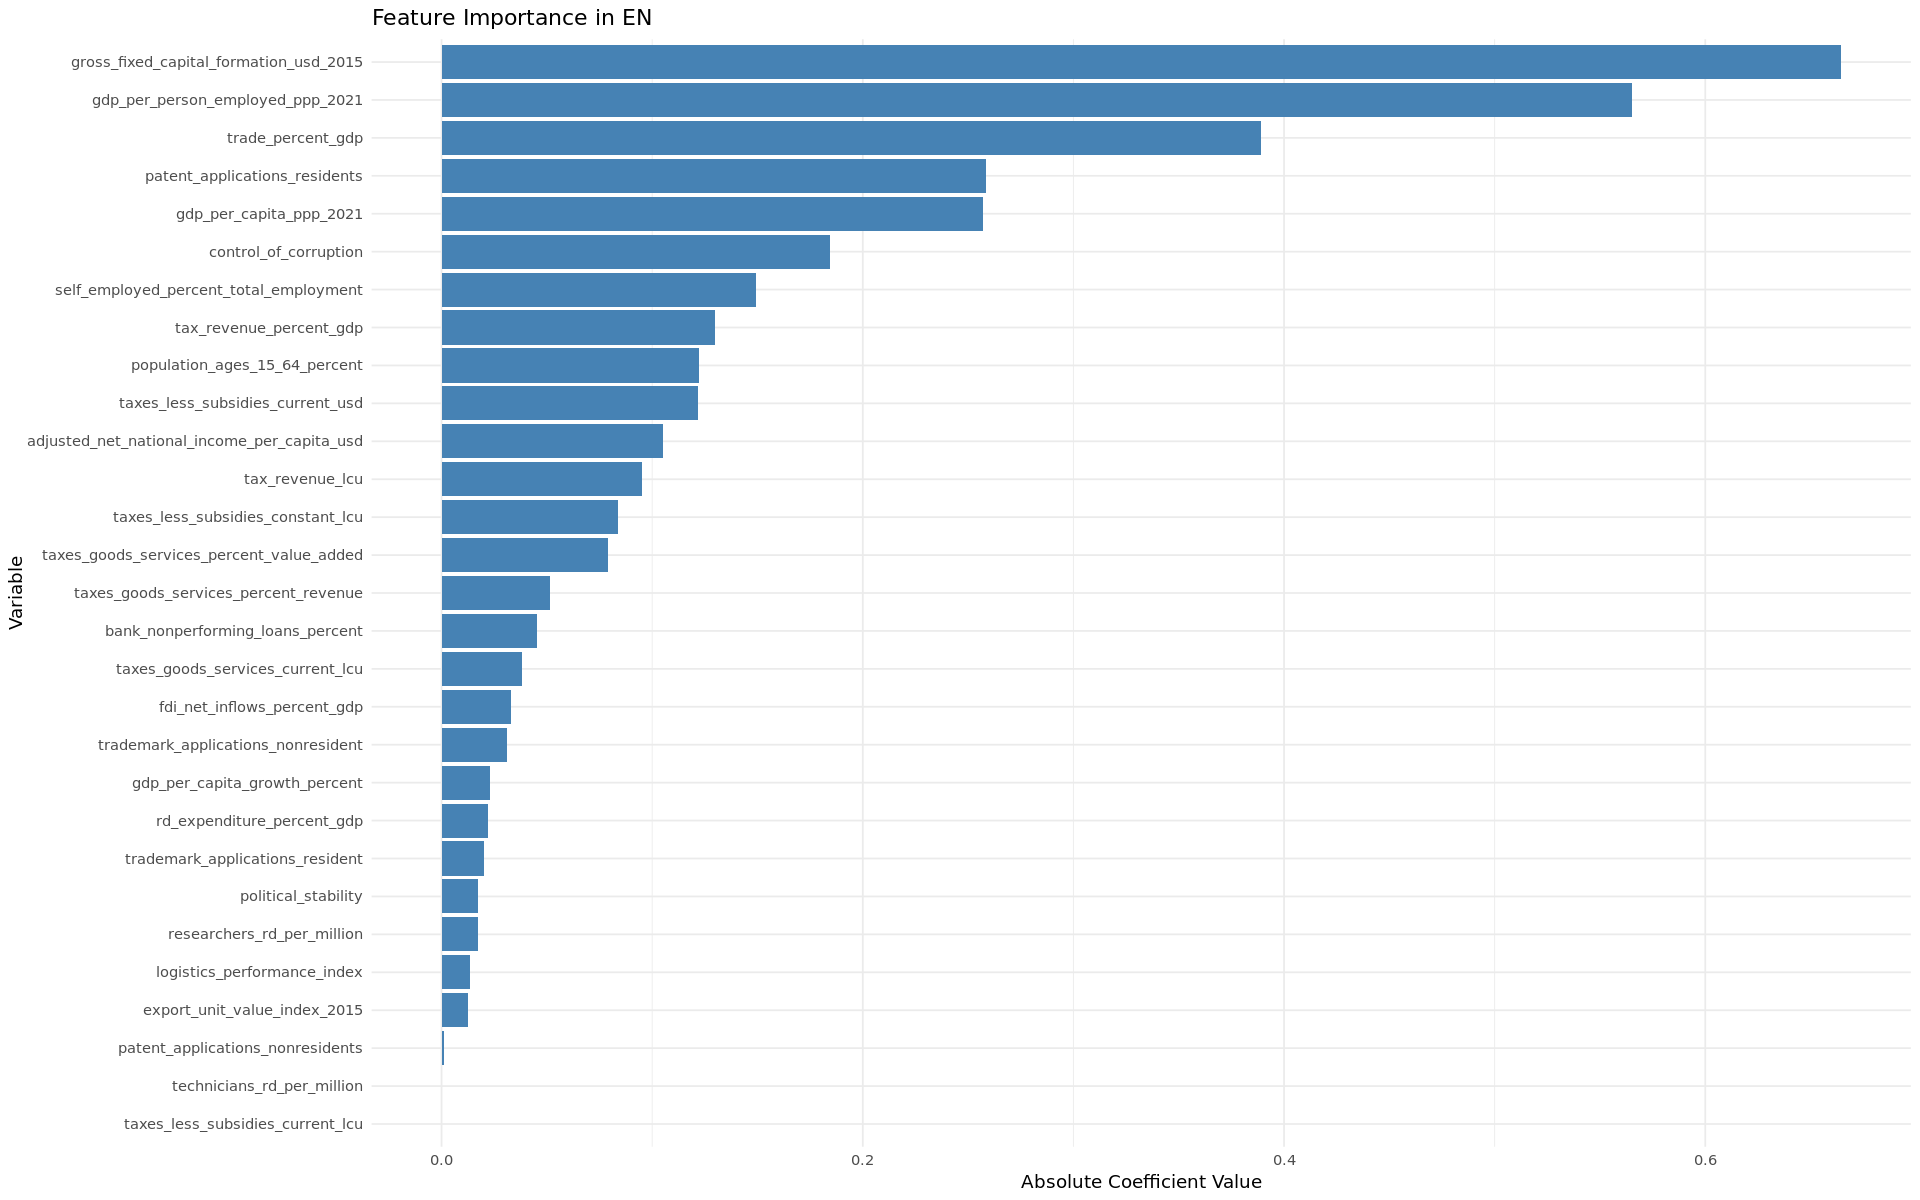 Feature Importance in EN
gross_fixed_capital_formation_usd_2015
gdp_per_person_employed_ppp_2021
trade_percent_gdp
patent_applications_residents
gdp_per_capita_ppp_2021
control_of_corruption
self_employed_percent_total_employment
tax_revenue_percent_gdp
population_ages_15_64_percent
taxes_less_subsidies_current_usd
adjusted_net_national_income_per_capita_usd
tax_revenue_lcu
taxes_less_subsidies_constant_lcu
taxes_goods_services_percent_value_added
taxes_goods_services_percent_revenue
bank_nonperforming_loans_percent
taxes_goods_services_current_lcu
fdi_net_inflows_percent_gdp
trademark_applications_nonresident
gdp_per_capita_growth_percent
rd_expenditure_percent_gdp
trademark_applications_resident
political_stability
researchers_rd_per_million
logistics_performance_index
export_unit_value_index_2015
patent_applications_nonresidents
technicians_rd_per_million
taxes_less_subsidies_current_lcu
Variable
0.0 0.2 0.4 0.6
Absolute Coefficient Value